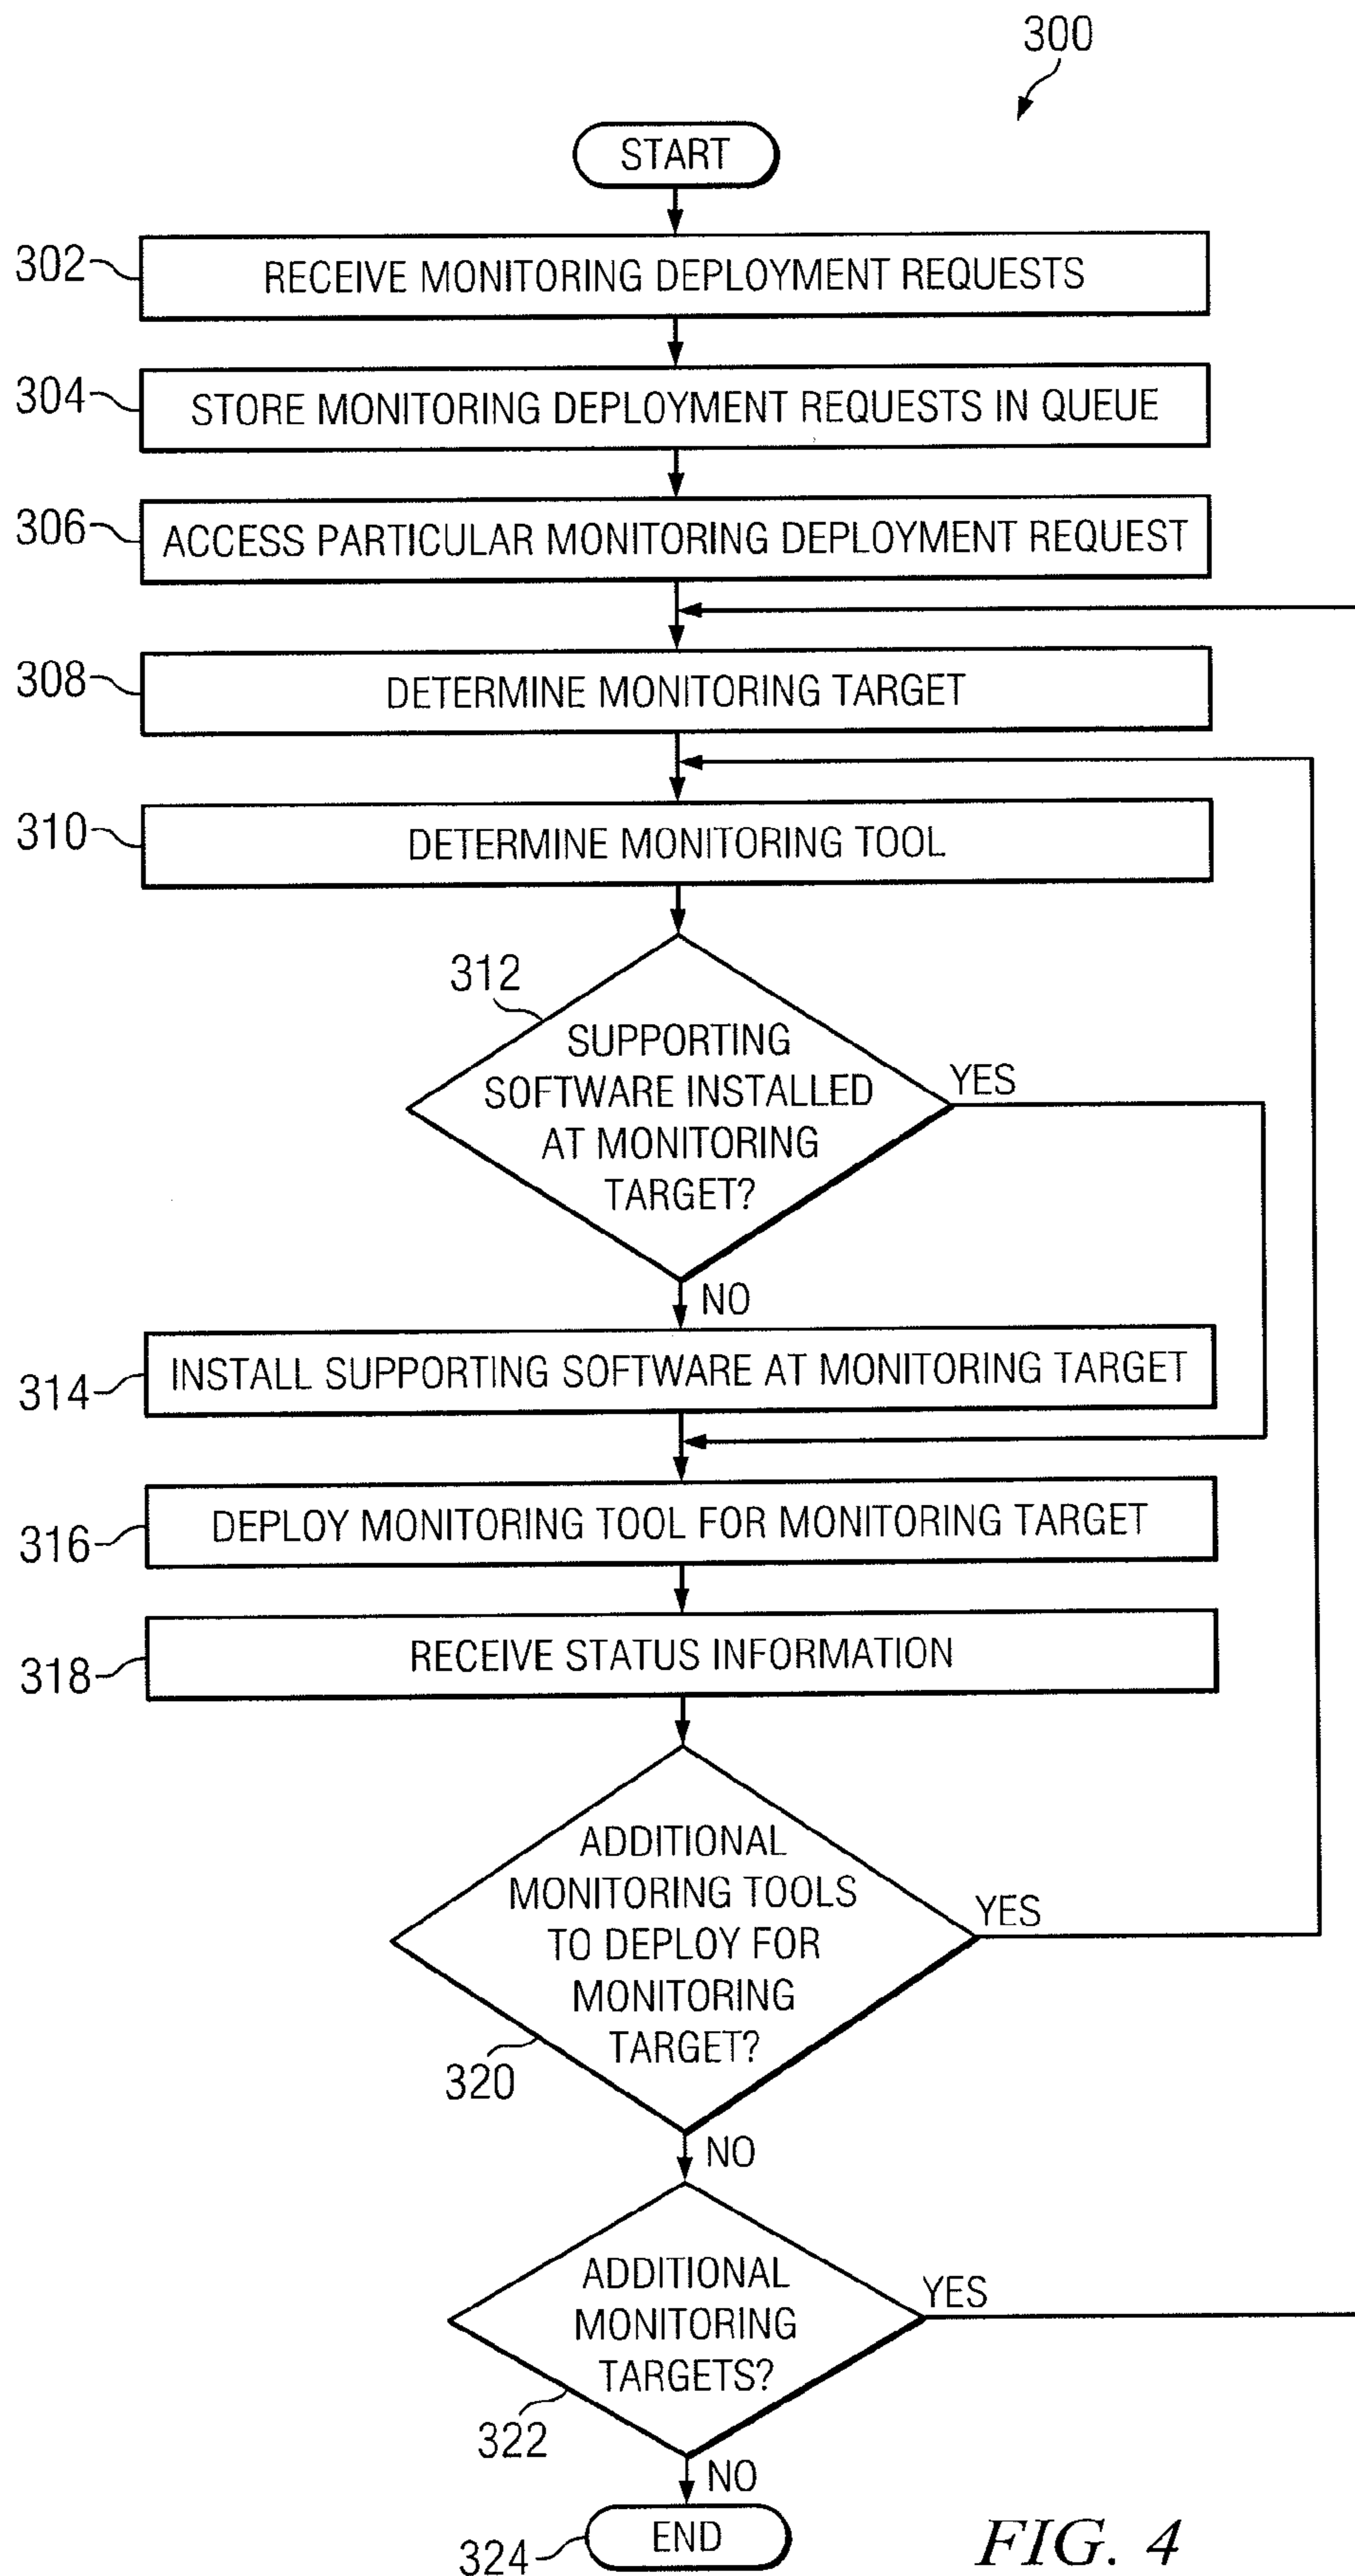 300
START
302
RECEIVE MONITORING DEPLOYMENT REQUESTS
304
STORE MONITORING DEPLOYMENT REQUESTS IN QUEUE
306
ACCESS PARTICULAR MONITORING DEPLOYMENT REQUEST
308
DETERMINE MONITORING TARGET
310
DETERMINE MONITORING TOOL
312
SUPPORTING
SOFTWARE INSTALLED
AT MONITORING
TARGET?
YES
NO
314
INSTALL SUPPORTING SOFTWARE AT MONITORING TARGET
316
DEPLOY MONITORING TOOL FOR MONITORING TARGET
318
RECEIVE STATUS INFORMATION
ADDITIONAL
MONITORING TOOLS
TO DEPLOY FOR
MONITORING
TARGET?
YES
320
NO
ADDITIONAL
MONITORING
TARGETS?
YES
322
NO
324
END
FIG. 4